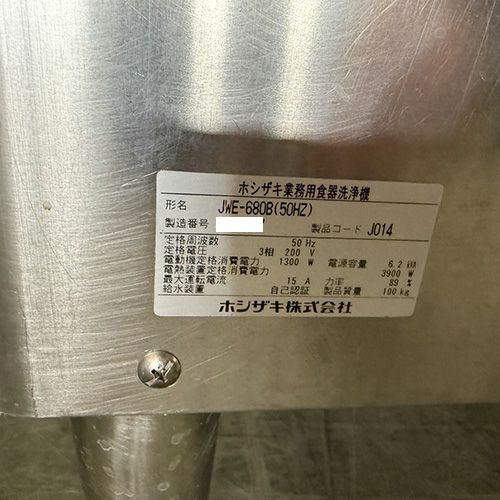 ホシザキ業務用食器洗浄機
形名 JWE-680B(50HZ)
製造番号 製品コード J014
定格周波数 50 Hz
定格電圧 3相 200 V
電動機定格消費電力 1300 W 電源容量 6.2 kVA
電熱装置定格消費電力 3900 W
最大運転電流 15 A 力率 89 %
給水装置 自己認証 製品質量 100 kg
ホシザキ株式会社